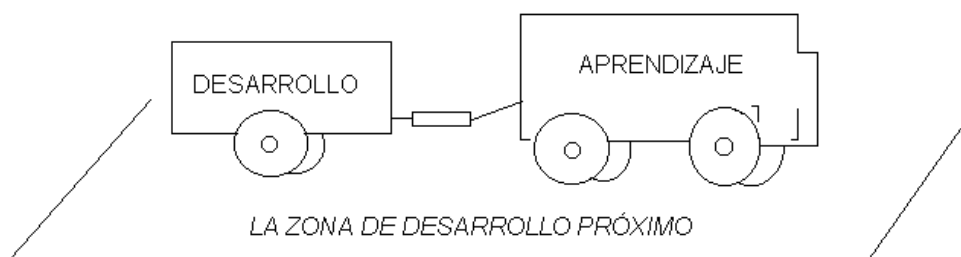 DESARROLLO
APRENDIZAJE
LA ZONA DE DESARROLLO PRÓXIMO